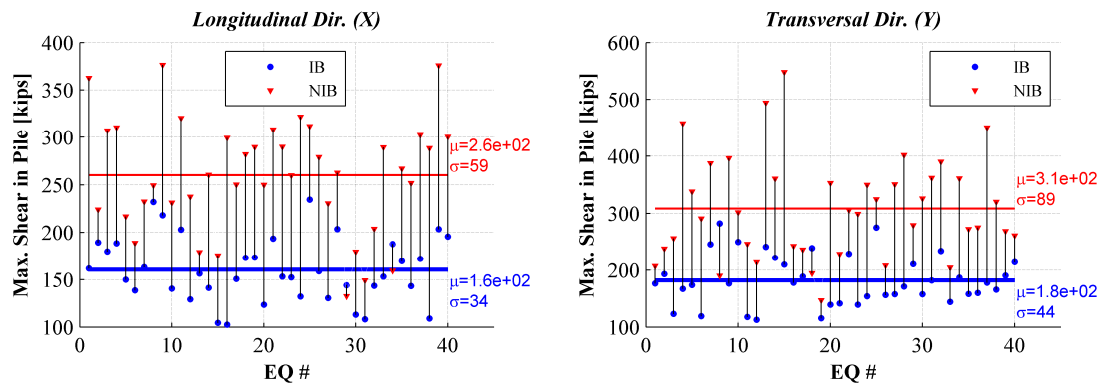 Longitudinal Dir. (X)
Max. Shear in Pile [kips]
400
350
300
250
200
150
100
0
10
20
30
40
EQ #
IB
NIB
μ=2.6e+02
σ=59
μ=1.6e+02
σ=34
Transversal Dir. (Y)
Max. Shear in Pile [kips]
600
500
400
300
200
100
0
10
20
30
40
EQ #
IB
NIB
μ=3.1e+02
σ=89
μ=1.8e+02
σ=44